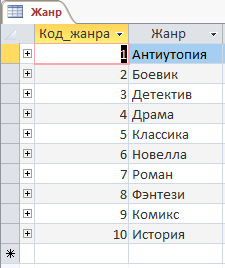 Жанр
Код_жанра Жанр
1 Антиутопия
2 Боевик
3 Детектив
4 Драма
5 Классика
6 Новелла
7 Роман
8 Фэнтези
9 Комикс
10 История